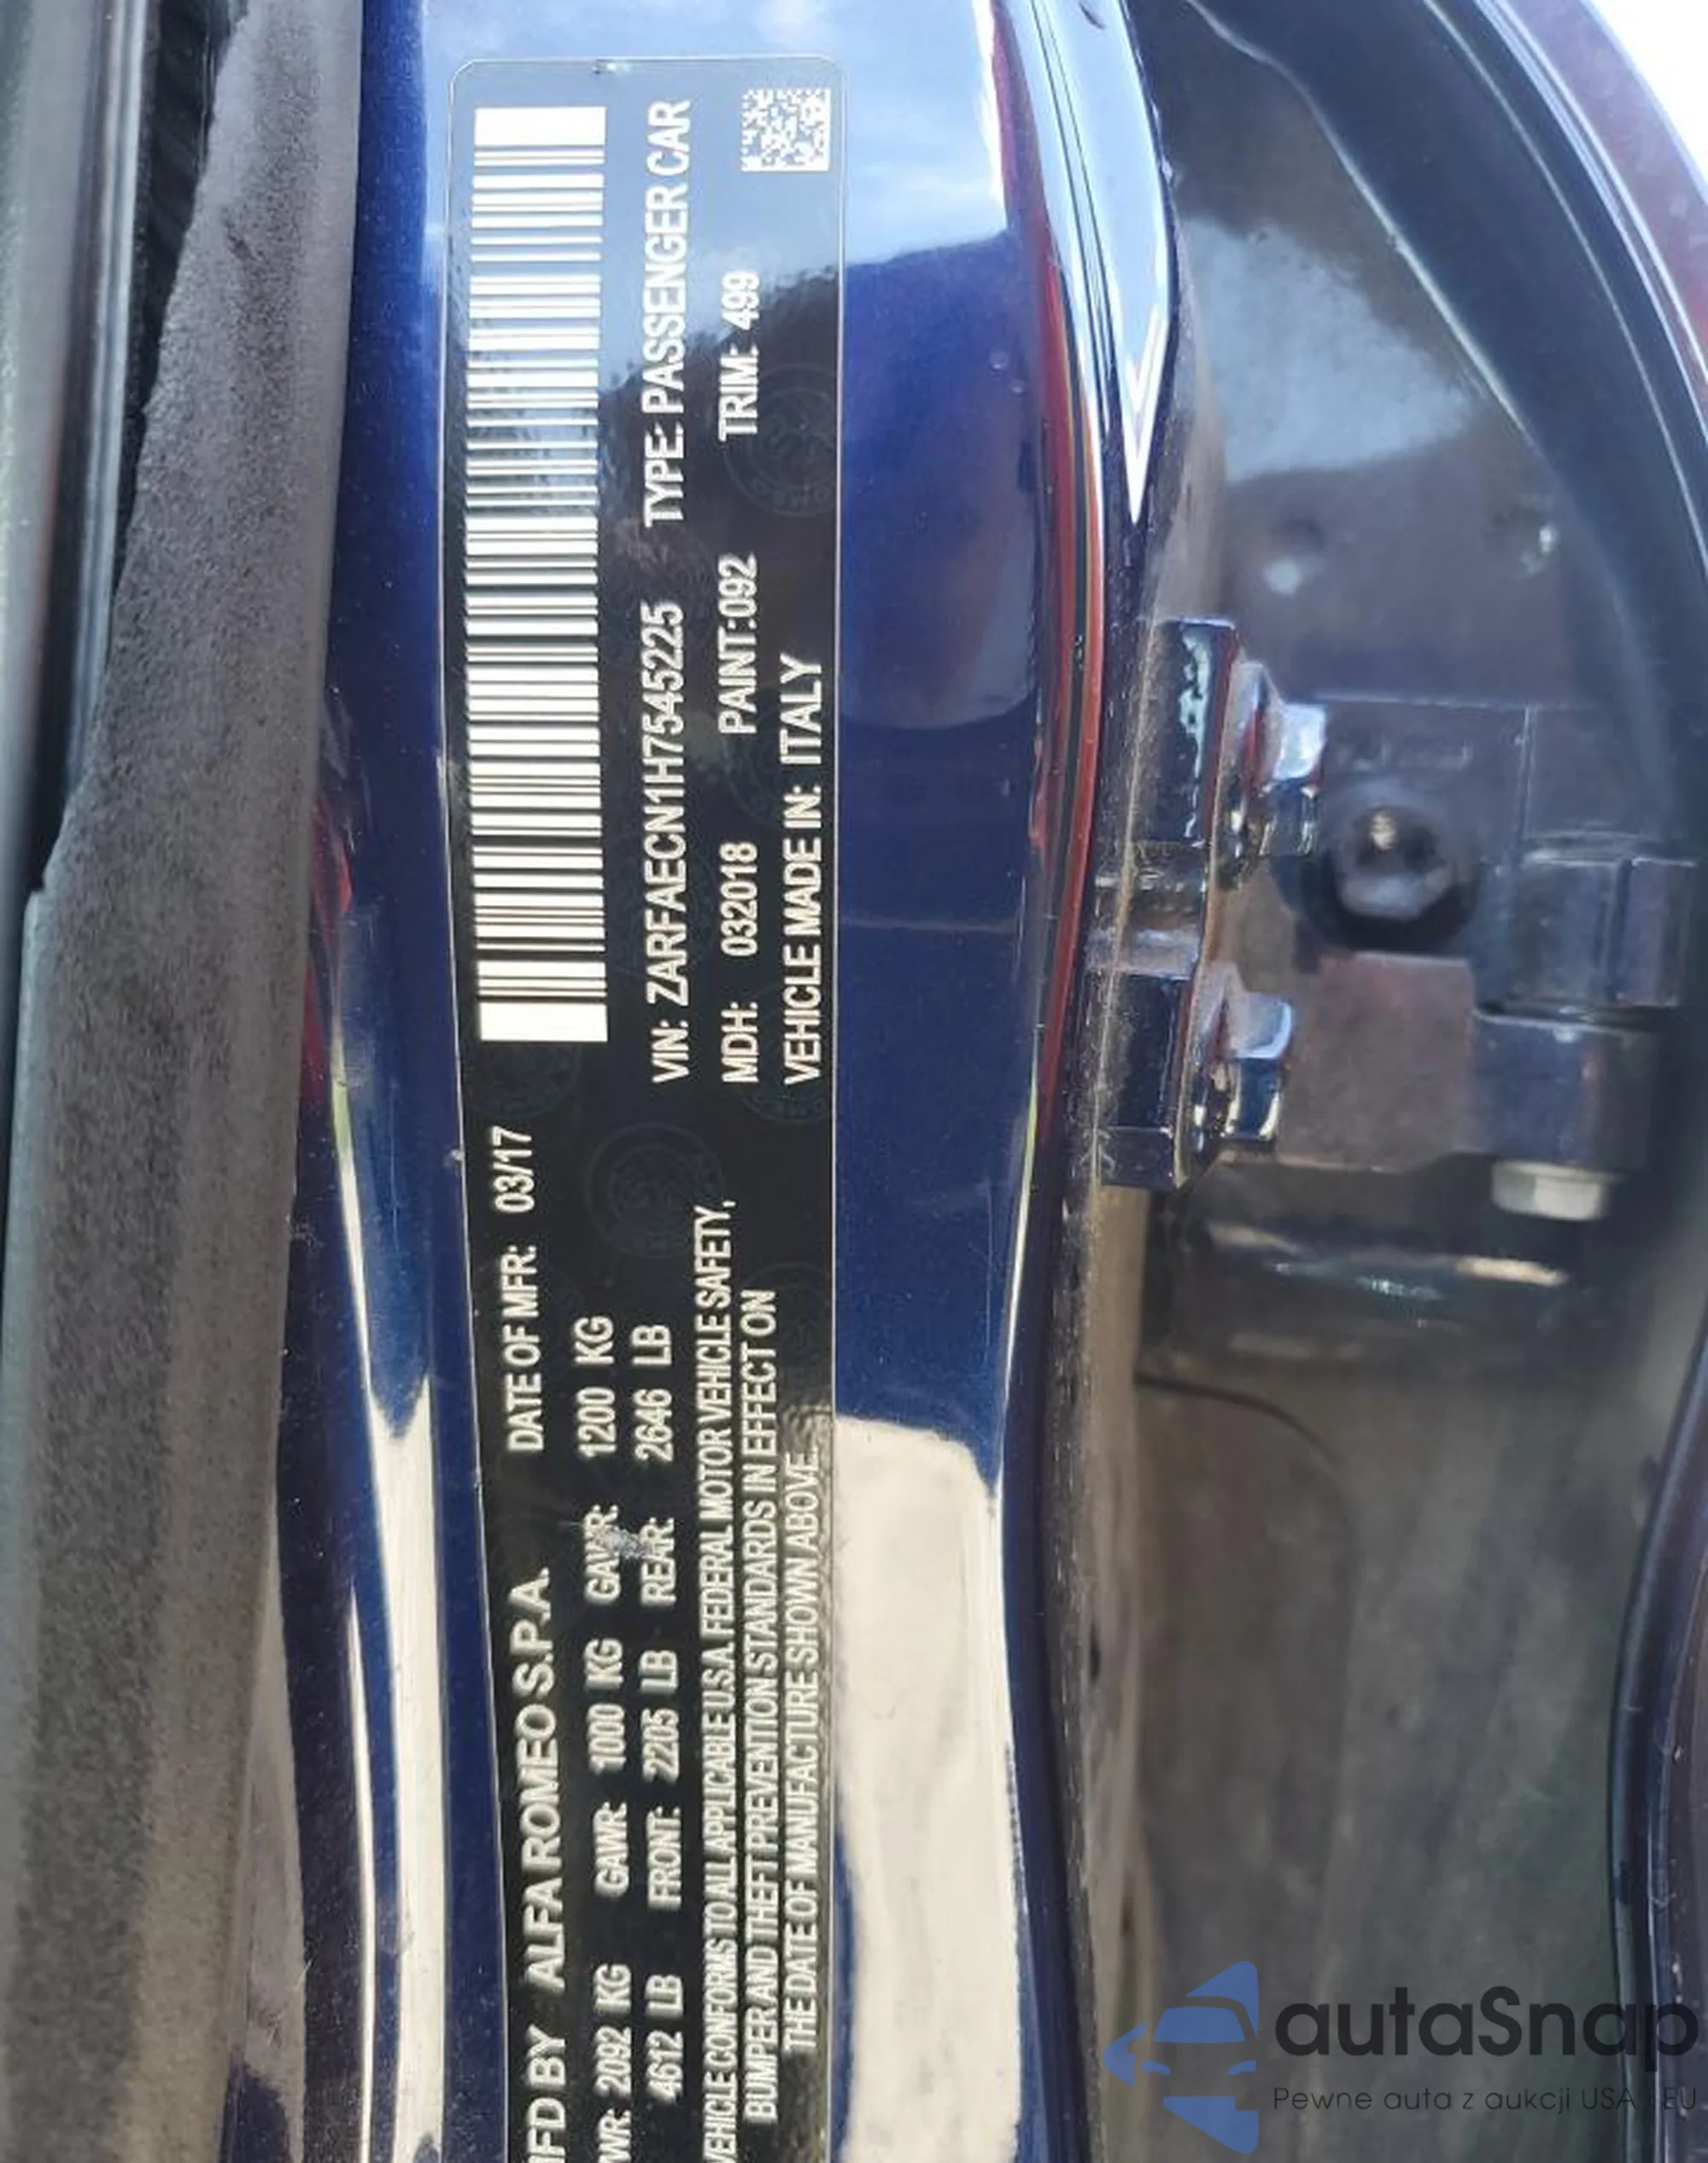 MFD BY ALFA ROMEO S.P.A. DATE OF MFR: 03/17
WR: 2092 KG GAWR: 1000 KG GAWR: 1200 KG
4612 LB FRONT: 2205 LB REAR: 2646 LB
VEHICLE CONFORMS TO ALL APPLICABLE U.S.A. FEDERAL MOTOR VEHICLE SAFETY,
BUMPER AND THEFT PREVENTION STANDARDS IN EFFECT ON
THE DATE OF MANUFACTURE SHOWN ABOVE.
VIN: ZARFAECN1H7545225 TYPE: PASSENGER CAR
MDH: 032018 PAINT:092 TRIM: 499
VEHICLE MADE IN: ITALY
autaSnap
Pewne auta z aukcji USA i EU